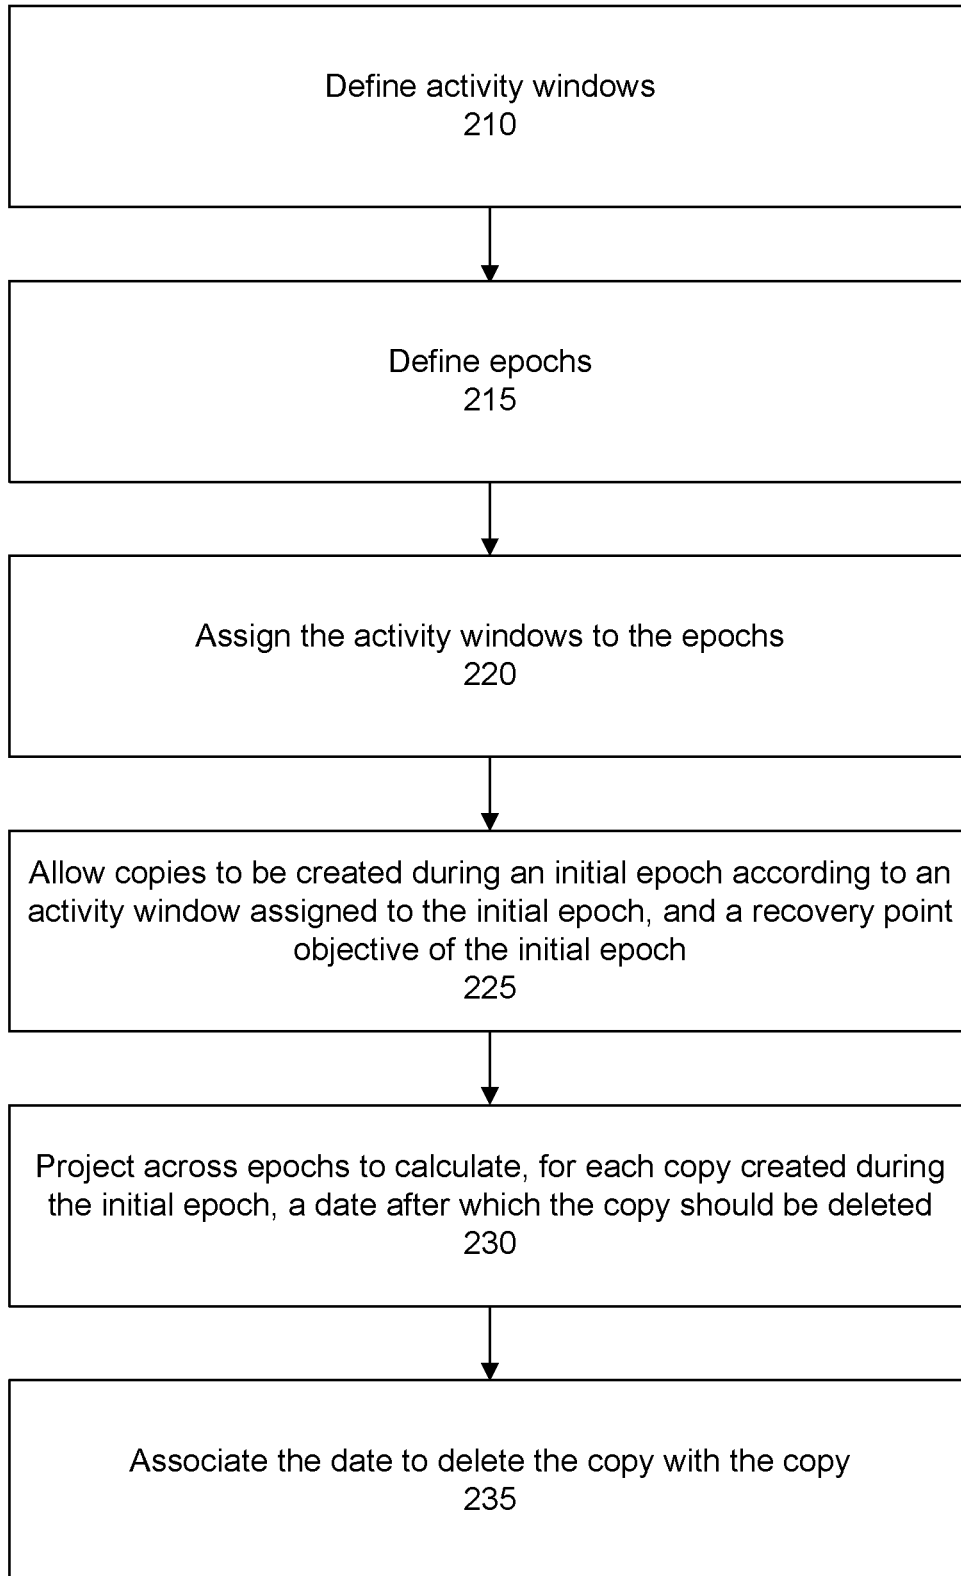 Define activity windows
210
Define epochs
215
Assign the activity windows to the epochs
220
Allow copies to be created during an initial epoch according to an
activity window assigned to the initial epoch, and a recovery point
objective of the initial epoch
225
Project across epochs to calculate, for each copy created during
the initial epoch, a date after which the copy should be deleted
230
Associate the date to delete the copy with the copy
235